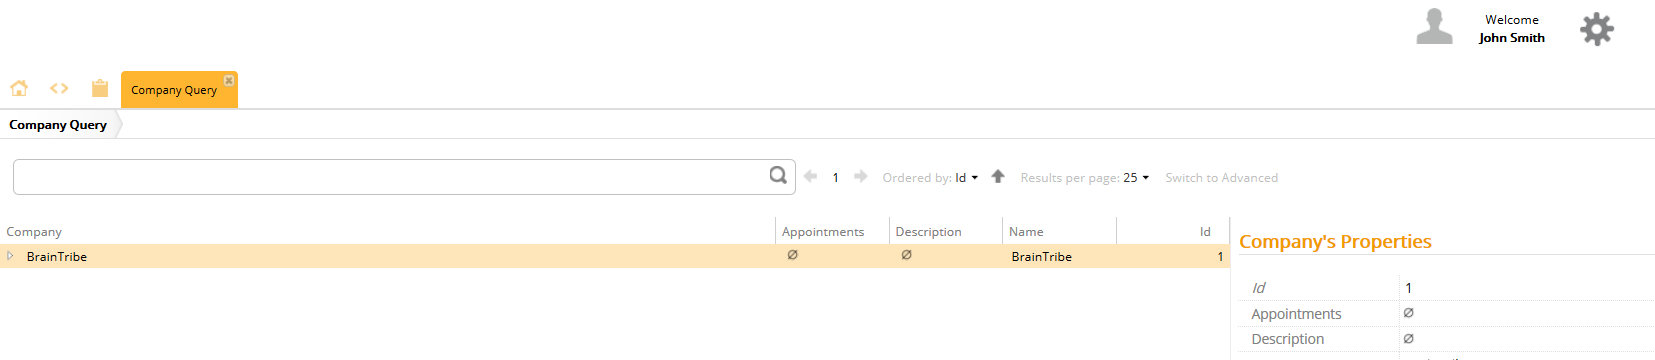 Welcome
John Smith
Company Query
Company Query
1 Ordered by: Id Results per page: 25 Switch to Advanced
Company Appointments Description Name Id
BrainTribe Ø Ø BrainTribe 1
Company's Properties
Id 1
Appointments Ø
Description Ø